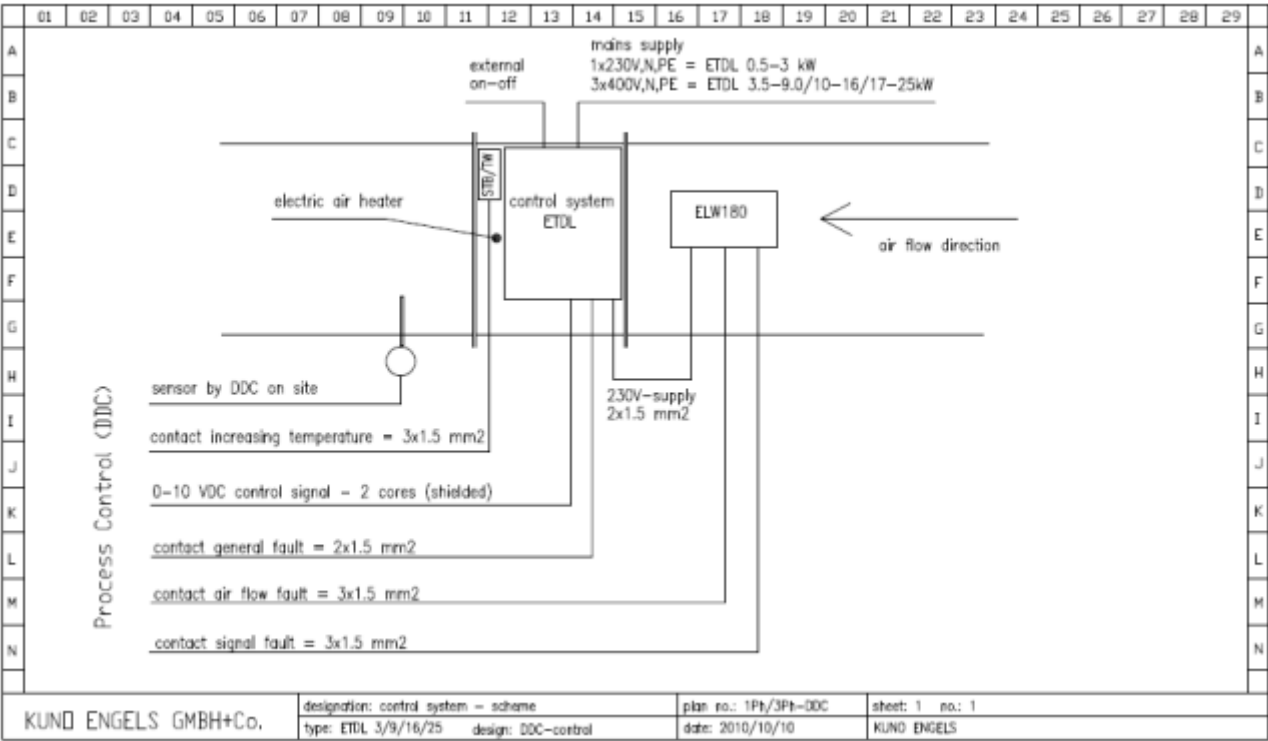 01 02 03 04 05 06 07 08 09 10 11 12 13 14 15 16 17 18 19 20 21 22 23 24 25 26 27 28 29
mains supply
external 1x230V,N,PE = ETDL 0.5-3 kW
on-off 3x400V,N,PE = ETDL 3.5-9.0/10-16/17-25kW
STB/TW
electric air heater
control system
ETDL
ELW180
air flow direction
sensor by DDC on site
230V-supply
2x1.5 mm2
contact increasing temperature = 3x1.5 mm2
0-10 VDC control signal - 2 cores (shielded)
contact general fault = 2x1.5 mm2
contact air flow fault = 3x1.5 mm2
contact signal fault = 3x1.5 mm2
Process Control (DDC)
A A
B B
C C
D D
E E
F F
G G
H H
I I
J J
K K
L L
M M
N N
KUNO ENGELS GMBH+Co.
designation: control system - scheme
type: ETDL 3/9/16/25 design: DDC-control
plan no.: 1Ph/3Ph-DDC
date: 2010/10/10
sheet: 1 no.: 1
KUNO ENGELS